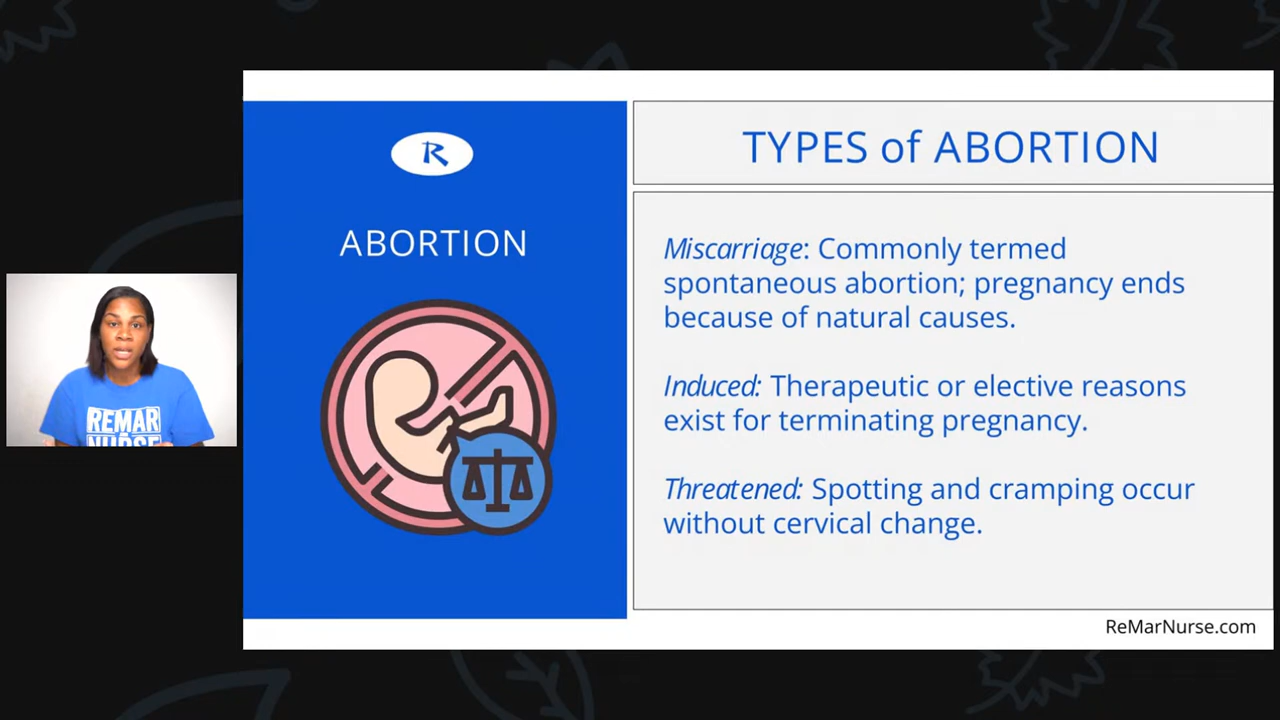 R
ABORTION
REMAR
NURSE
TYPES of ABORTION
Miscarriage: Commonly termed
spontaneous abortion; pregnancy ends
because of natural causes.
Induced: Therapeutic or elective reasons
exist for terminating pregnancy.
Threatened: Spotting and cramping occur
without cervical change.
ReMarNurse.com